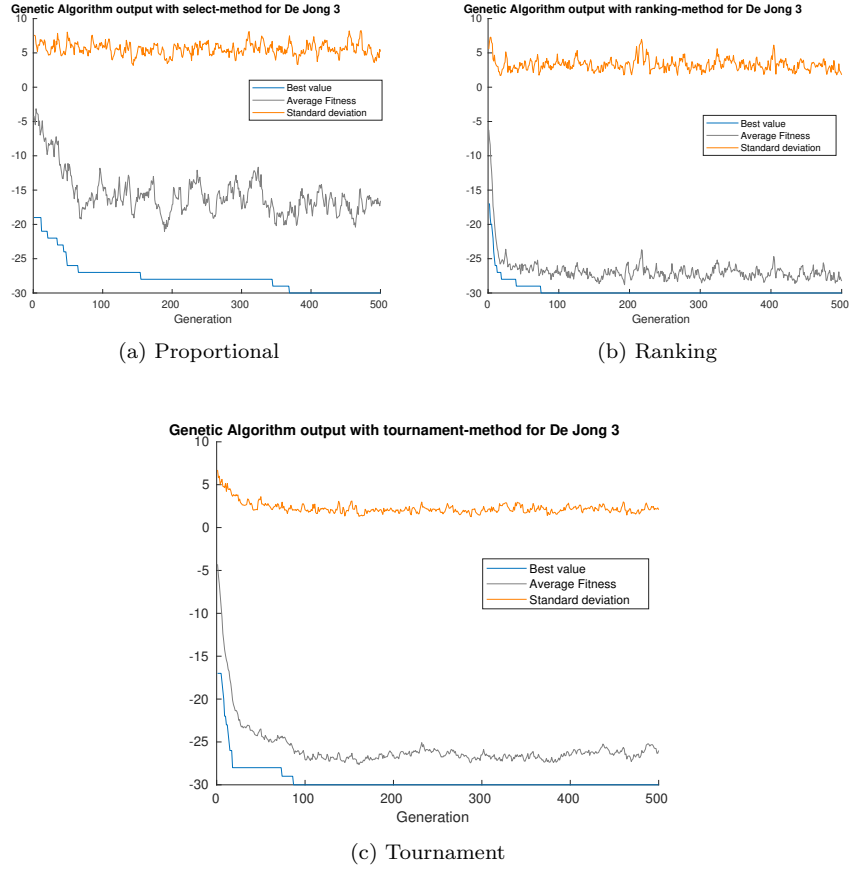 Genetic Algorithm output with select-method for De Jong 3
10
5
0
-5
-10
-15
-20
-25
-30
Best value
Average Fitness
Standard deviation
0 100 200 300 400 500
Generation
(a) Proportional
Genetic Algorithm output with ranking-method for De Jong 3
10
5
0
-5
-10
-15
-20
-25
-30
Best value
Average Fitness
Standard deviation
0 100 200 300 400 500
Generation
(b) Ranking
Genetic Algorithm output with tournament-method for De Jong 3
10
5
0
-5
-10
-15
-20
-25
-30
Best value
Average Fitness
Standard deviation
0 100 200 300 400 500
Generation
(c) Tournament